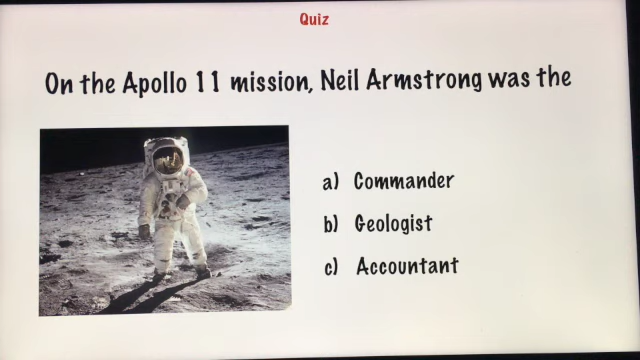 Quiz
On the Apollo 11 mission, Neil Armstrong was the
a) Commander
b) Geologist
c) Accountant